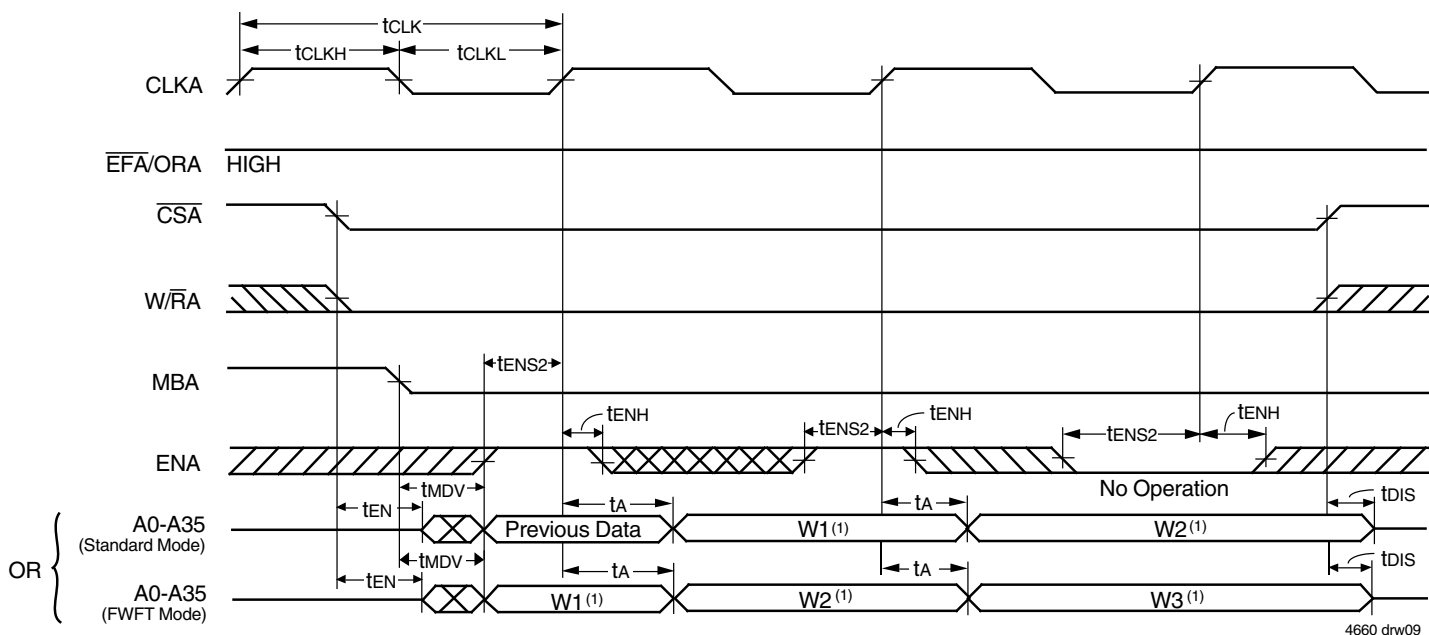 tCLK
tCLKH tCLKL
CLKA
EFA/ORA HIGH
CSA
W/RA
tENS2
MBA
tENH tENS2 tENH tENS2 tENH
ENA
No Operation
tMDV
tEN tA tA tDIS
A0-A35
(Standard Mode)
Previous Data W1(1) W2(1)
OR
tMDV
tEN tA tA tDIS
A0-A35
(FWFT Mode)
W1(1) W2(1) W3(1)
4660 drw09